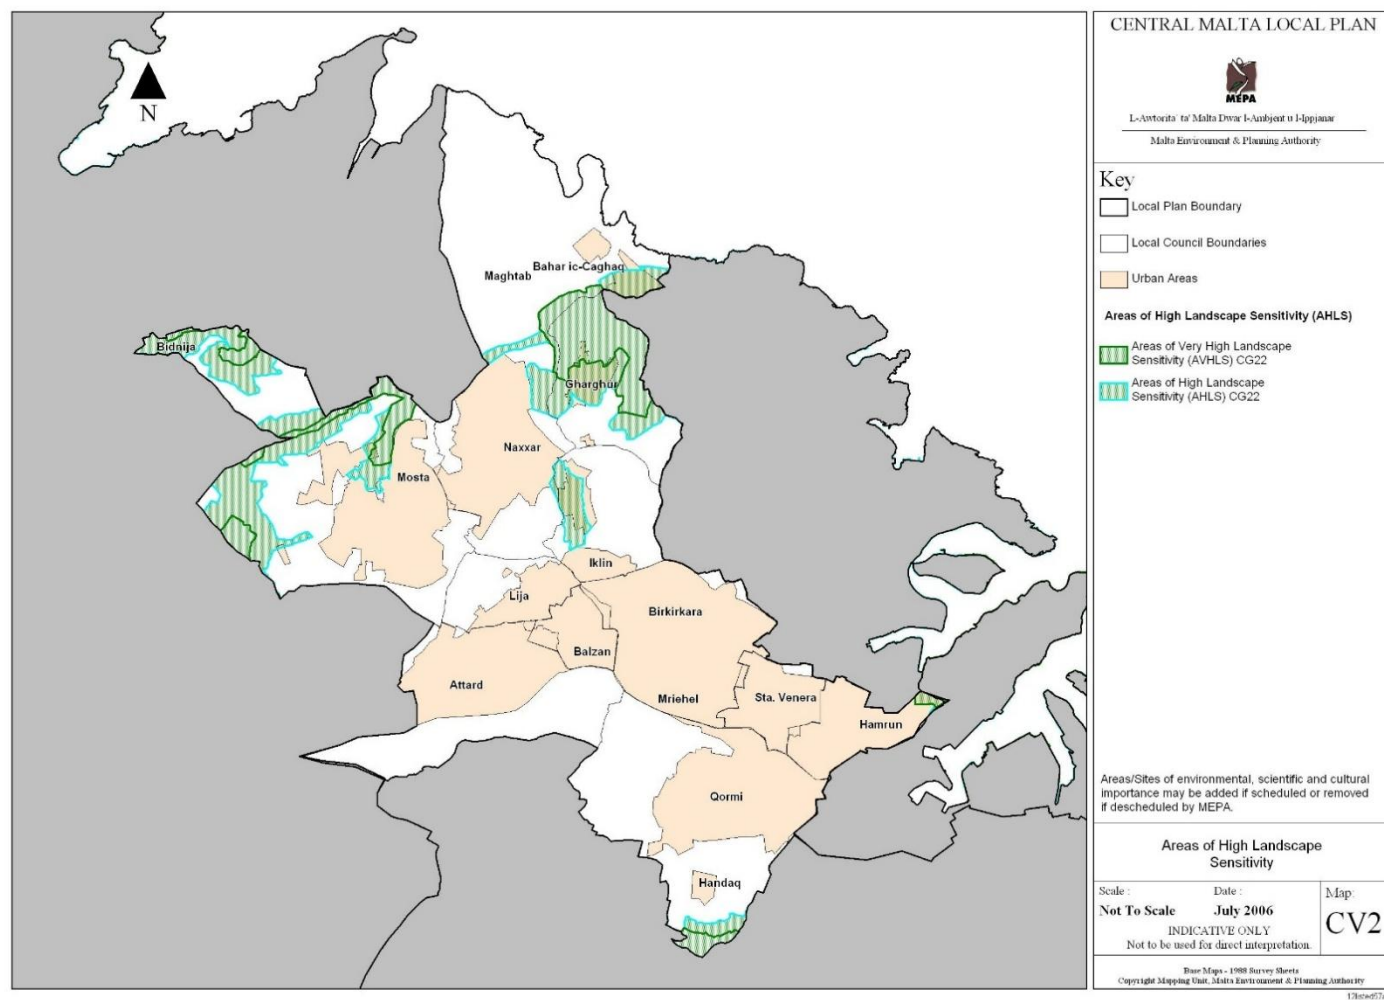 CENTRAL MALTA LOCAL PLAN
MEPA
L-Awtorita` ta' Malta Dwar l-Ambjent u l-Ippjanar
Malta Environment & Planning Authority
Key
Local Plan Boundary
Local Council Boundaries
Urban Areas
Areas of High Landscape Sensitivity (AHLS)
Areas of Very High Landscape
Sensitivity (AVHLS) CG22
Areas of High Landscape
Sensitivity (AHLS) CG22
N
Maghtab
Bahar ic-Caghaq
Bidnija
Gharghur
Naxxar
Mosta
Iklin
Lija
Birkirkara
Balzan
Attard
Mriehel
Sta. Venera
Hamrun
Qormi
Handaq
Areas/Sites of environmental, scientific and cultural
importance may be added if scheduled or removed
if descheduled by MEPA.
Areas of High Landscape
Sensitivity
Scale :
Not To Scale
Date :
July 2006
INDICATIVE ONLY
Not to be used for direct interpretation.
Map:
CV2
Base Maps - 1988 Survey Sheets
Copyright Mapping Unit, Malta Environment & Planning Authority